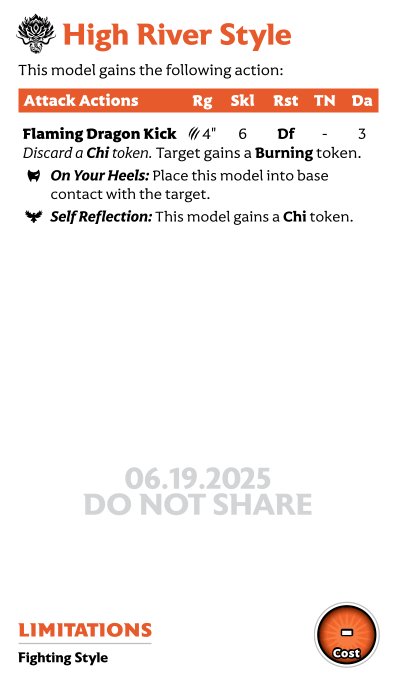 High River Style
This model gains the following action:
Attack Actions Rg Skl Rst TN Da
Flaming Dragon Kick 4" 6 Df - 3
Discard a Chi token. Target gains a Burning token.
On Your Heels: Place this model into base
contact with the target.
Self Reflection: This model gains a Chi token.
06.19.2025
DO NOT SHARE
LIMITATIONS
Fighting Style
-
Cost